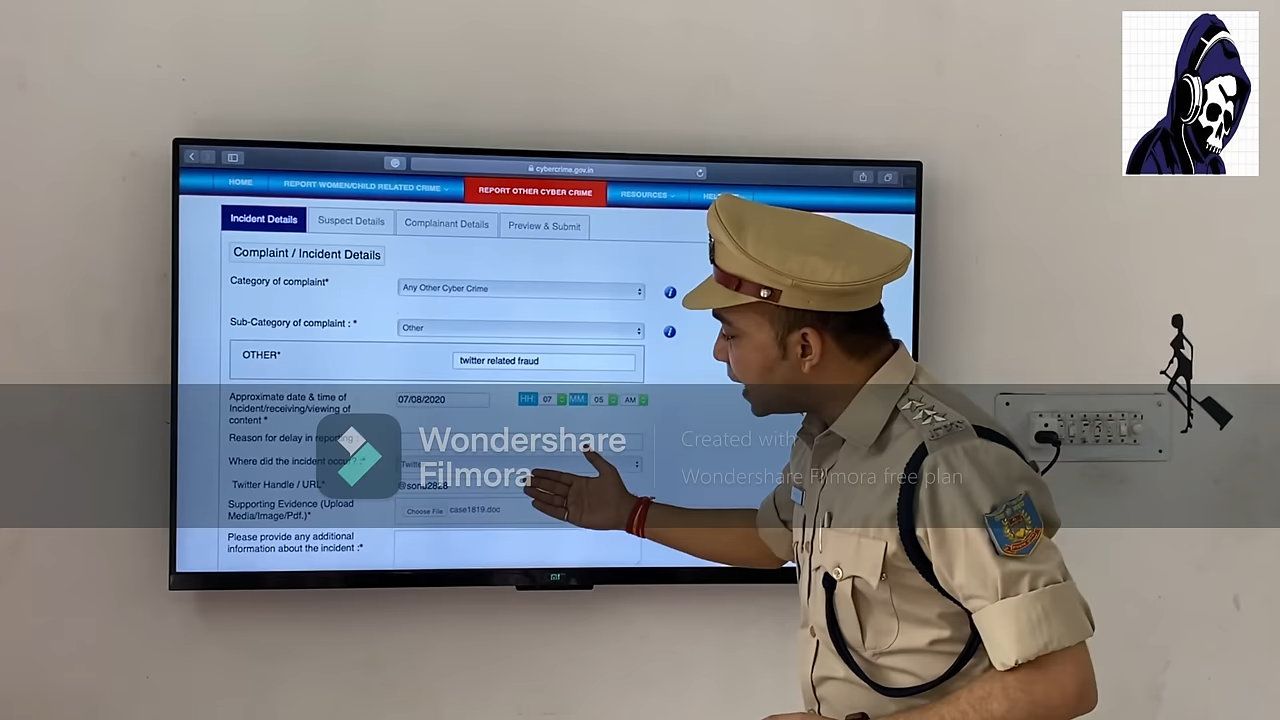 cybercrime.gov.in
HOME
REPORT WOMEN/CHILD RELATED CRIME
REPORT OTHER CYBER CRIME
RESOURCES
Incident Details
Suspect Details
Complainant Details
Preview & Submit
Complaint / Incident Details
Category of complaint*
Any Other Cyber Crime
Sub-Category of complaint : *
Other
OTHER*
twitter related fraud
Approximate date & time of
Incident/receiving/viewing of
content *
07/08/2020
HH: 07 MM: 05 AM
Reason for delay in reporting
Where did the incident occur? :*
Twitter Handle / URL*
@sonu2828
Supporting Evidence (Upload
Media/Image/Pdf.)*
Choose File case1819.doc
Please provide any additional
information about the incident :*
Wondershare
Filmora
Created with
Wondershare Filmora free plan
mi